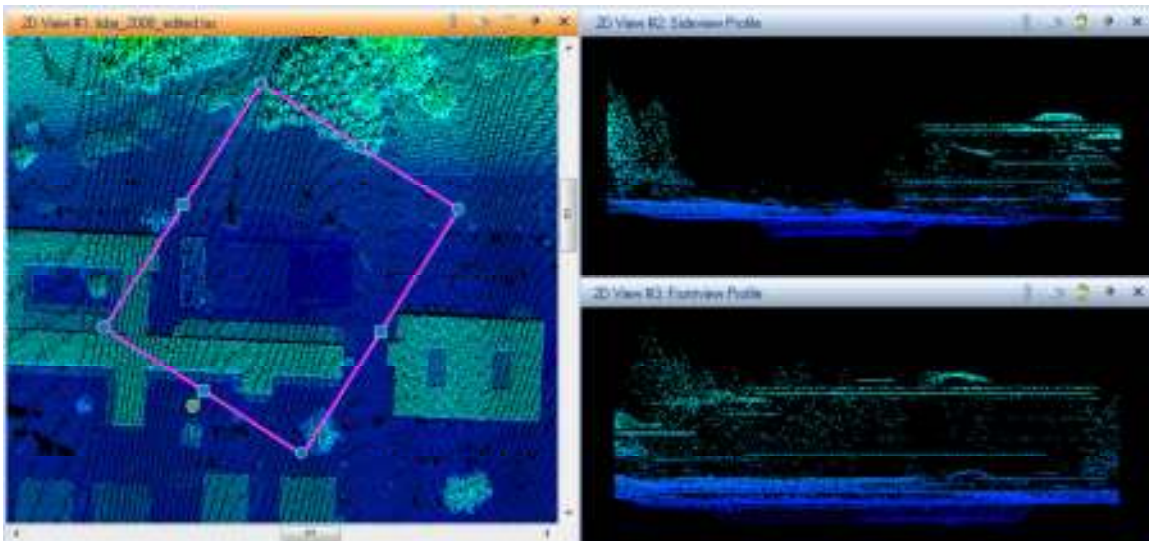 2D View #1: lidar_2008_edited.las
2D View #2: Sideview Profile
2D View #3: Frontview Profile